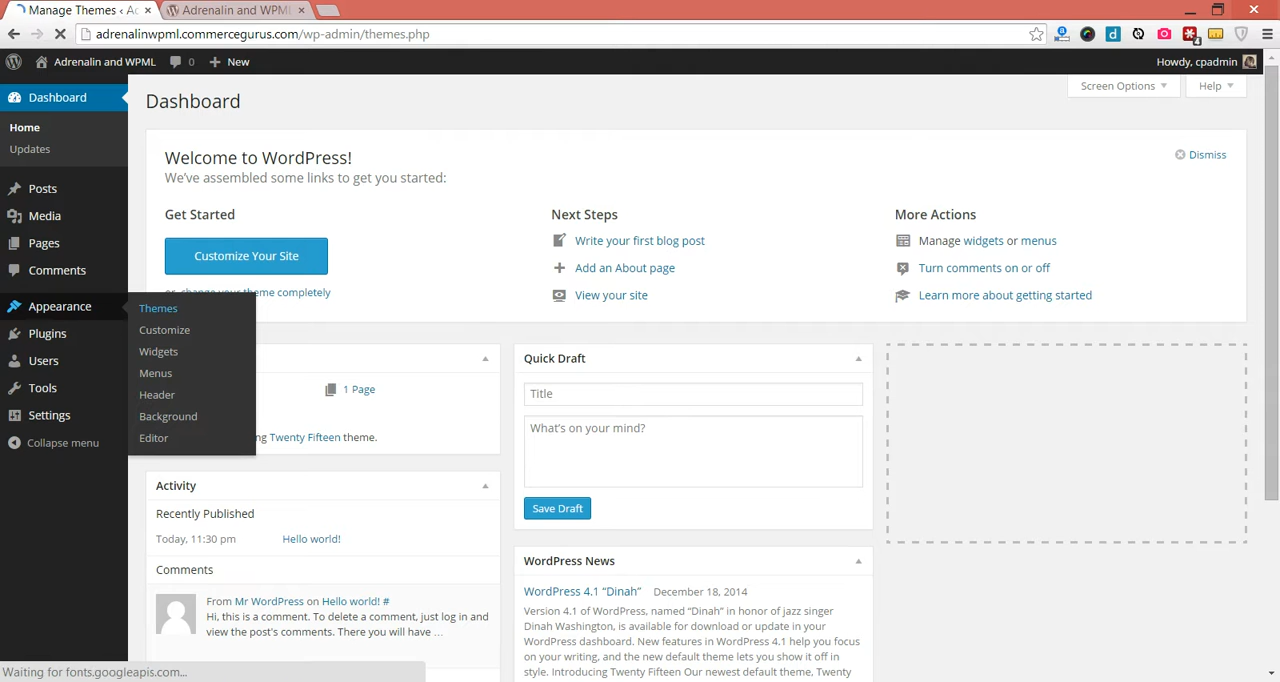 Manage Themes ‹ Ad
Adrenalin and WPML
adrenalinwpml.commercegurus.com/wp-admin/themes.php
4
Adrenalin and WPML
0
New
Howdy, cpadmin
Dashboard
Home
Updates
Posts
Media
Pages
Comments
Appearance
Plugins
Users
Tools
Settings
Collapse menu
Themes
Customize
Widgets
Menus
Header
Background
Editor
Dashboard
Screen Options
Help
Welcome to WordPress!
We've assembled some links to get you started:
Dismiss
Get Started
Customize Your Site
or, change your theme completely
Next Steps
Write your first blog post
Add an About page
View your site
More Actions
Manage widgets or menus
Turn comments on or off
Learn more about getting started
1 Page
Twenty Fifteen theme.
Activity
Recently Published
Today, 11:30 pm Hello world!
Comments
From Mr WordPress on Hello world! #
Hi, this is a comment. To delete a comment, just log in and
view the post's comments. There you will have …
Quick Draft
Title
What's on your mind?
Save Draft
WordPress News
WordPress 4.1 “Dinah” December 18, 2014
Version 4.1 of WordPress, named “Dinah” in honor of jazz singer
Dinah Washington, is available for download or update in your
WordPress dashboard. New features in WordPress 4.1 help you focus
on your writing, and the new default theme lets you show it off in
style. Introducing Twenty Fifteen Our newest default theme, Twenty
Waiting for fonts.googleapis.com...